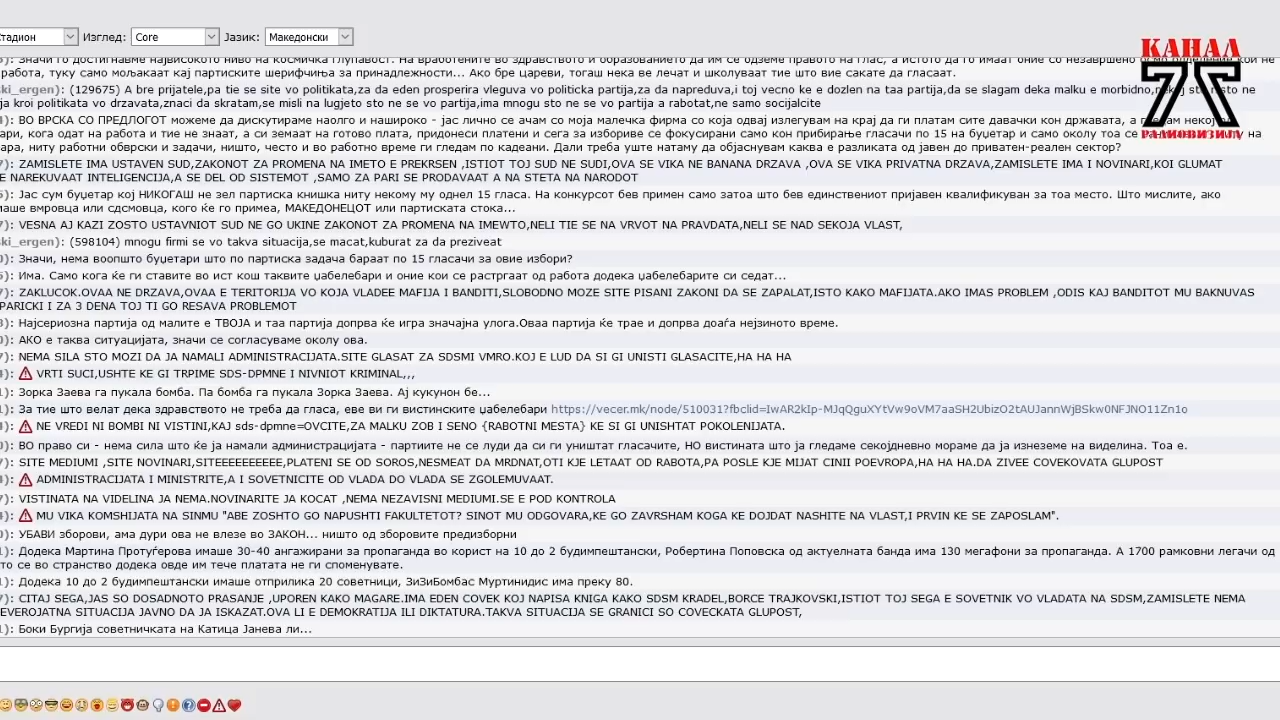 тадион Изглед: Core Јазик: Македонски
КАНАЛ
77
РАДИОВИЗИЈА
): Значи го достигнавме највисокото ниво на космичка глупавост. На вработените во здравството и образованието да им се одземе правото на глас, а истото да го имаат оние со незавршено
работа, туку само мољакаат кај партиските шерифчиња за принадлежности... Ако бре цареви, тогаш нека ве лечат и школуваат тие што вие сакате да гласаат.
ski_ergen): (129675) A bre prijatele,pa tie se site vo politikata,za da eden prosperira vleguva vo politicka partija,za da napreduva,i toj vecno ke e dozlen na taa partija,da se slagam deka malku e morbidno,
ja kroi politikata vo drzavata,znaci da skratam,se misli na lugjeto sto ne se vo partija,ima mnogu sto ne se vo partija a rabotat,ne samo socijalcite
4): ВО ВРСКА СО ПРЕДЛОГОТ можеме да дискутираме наолго и нашироко - јас лично се ачам со моја малечка фирма со која одвај излегувам на крај да ги платам сите давачки кон државата, а
ари, кога одат на работа и тие не знаат, а си земаат на готово плата, придонеси платени и сега за изборите се фокусирани само кон прибирање гласачи по 15 на буџетар и само околу тоа се
ара, ниту работни обврски и задачи, ништо, често и во работно време ги гледам по Дали треба уште натаму да објаснувам каква е разликата од јавен до приватен-реален сектор?
7): ZAMISLETE IMA USTAVEN SUD,ZAKONOT ZA PROMENA NA IMETO E PREKRSEN ,ISTIOT TOJ SUD NE SUDI,OVA SE VIKA NE BANANA DRZAVA ,OVA SE VIKA PRIVATNA DRZAVA,ZAMISLETE IMA I NOVINARI,KOI GLUMAT
E NAREKUVAAT INTELIGENCIJA,A SE DEL OD SISTEMOT ,SAMO ZA PARI SE PRODAVAAT A NA STETA NA NARODOT
5): Јас сум буџетар кој НИКОГАШ не зел партиска книшка ниту некому му однел 15 гласа. На конкурсот бев примен само затоа што бев единствениот пријавен квалификуван за тоа место. Што мислите, ако
маше вмровца или сдсмовца, кого ќе го примеа, МАКЕДОНЕЦОТ или партиската стока...
7): VESNA AJ KAZI ZOSTO USTAVNIOT SUD NE GO UKINE ZAKONOT ZA PROMENA NA IMEWTO,NELI TIE SE NA VRVOT NA PRAVDATA,NELI SE NAD SEKOJA VLAST,
ski_ergen): (598104) mnogu firmi se vo takva situacija,se macat,kuburat za da preziveat
0): Значи, нема воопшто буџетари што по партиска задача бараат по 15 гласачи за овие избори?
5): Има. Само кога ќе ги ставите во ист кош таквите џабелебари и оние кои се растргаат од работа додека џабелебарите си седат...
7): ZAKLUCOK.OVAA NE DRZAVA,OVAA E TERITORIJA VO KOJA VLADEE MAFIJA I BANDITI,SLOBODNO MOZE SITE PISANI ZAKONI DA SE ZAPALAT,ISTO KAKO MAFIJATA.AKO IMAS PROBLEM ,ODIS KAJ BANDITOT MU BAKNUVAS
PARICKI I ZA 3 DENA TOJ TI GO RESAVA PROBLEMOT
8): Најсериозна партија од малите е ТВОЈА и таа партија допрва ќе игра значајна улога.Оваа партија ќе трае и допрва доаѓа нејзиното време.
0): АКО е таква ситуацијата, значи се согласуваме околу ова.
7): NEMA SILA STO MOZI DA JA NAMALI ADMINISTRACIJATA.SITE GLASAT ZA SDSMI VMRO.KOJ E LUD DA SI GI UNISTI GLASACITE,HA HA HA
4): VRTI SUCI,USHTE KE GI TRPIME SDS-DPMNE I NIVNIOT KRIMINAL,,,
1): Зорка Заева га пукала бомба. Па бомба га пукала Зорка Заева. Ај кукунон бе...
1): За тие што велат дека здравството не треба да гласа, еве ви ги вистинските џабелебари https://vecer.mk/node/510031?fbclid=IwAR2kIp-MJqQguXYtVw9oVM7aaSH2UbizO2tAUJannWjBSkw0NFJNO11Zn1o
4): NE VREDI NI BOMBI NI VISTINI,KAJ sds-dpmne=OVCITE,ZA MALKU ZOB I SENO {RABOTNI MESTA} KE SI GI UNISHTAT POKOLENIJATA.
0): ВО право си - нема сила што ќе ја намали администрацијата - партиите не се луди да си ги уништат гласачите, НО вистината што ја гледаме секојдневно мораме да ја изнеземе на виделина. Тоа е.
7): SITE MEDIUMI ,SITE NOVINARI,SITEEEEEEEEEE,PLATENI SE OD SOROS,NESMEAT DA MRDNAT,OTI KJE LETAAT OD RABOTA,PA POSLE KJE MIJAT CINII POEVROPA,HA HA HA.DA ZIVEE COVEKOVATA GLUPOST
4): ADMINISTRACIJATA I MINISTRITE,A I SOVETNICITE OD VLADA DO VLADA SE ZGOLEMUVAAT.
7): VISTINATA NA VIDELINA JA NEMA.NOVINARITE JA KOCAT ,NEMA NEZAVISNI MEDIUMI.SE E POD KONTROLA
4): MU VIKA KOMSHIJATA NA SINMU "ABE ZOSHTO GO NAPUSHTI FAKULTETOT? SINOT MU ODGOVARA,KE GO ZAVRSHAM KOGA KE DOJDAT NASHITE NA VLAST,I PRVIN KE SE ZAPOSLAM".
0): УБАВИ зборови, ама дури ова не влезе во ЗАКОН... ништо од зборовите предизборни
1): Додека Мартина Протуѓерова имаше 30-40 ангажирани за пропаганда во корист на 10 до 2 будимпештански, Робертина Поповска од актуелната банда има 130 мегафони за пропаганда. А 1700 рамковни легачи од
то се во странство додека овде им тече платата не ги споменувате.
1): Додека 10 до 2 будимпештански имаше отприлика 20 советници, ЗиЗиБомбас Муртинидис има преку 80.
7): CITAJ SEGA,JAS SO DOSADNOTO PRASANJE ,UPOREN KAKO MAGARE.IMA EDEN COVEK KOJ NAPISA KNIGA KAKO SDSM KRADEL,BORCE TRAJKOVSKI,ISTIOT TOJ SEGA E SOVETNIK VO VLADATA NA SDSM,ZAMISLETE NEMA
EVEROJATNA SITUACIJA JAVNO DA JA ISKAZAT.OVA LI E DEMOKRATIJA ILI DIKTATURA.TAKVA SITUACIJA SE GRANICI SO COVECKATA GLUPOST,
1): Боки Бургија советничката на Катица Јанева ли...